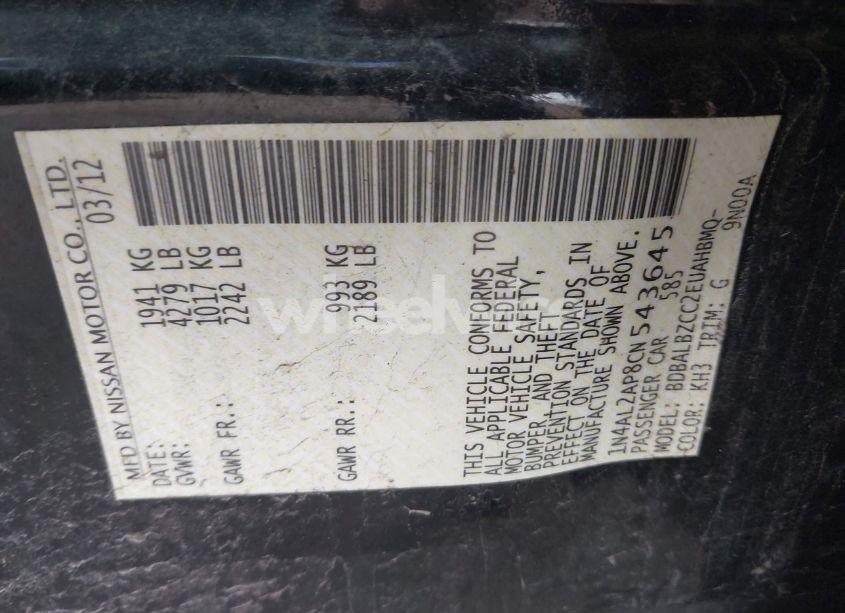 MFD BY NISSAN MOTOR CO., LTD.
DATE: 03/12
GVWR: 1941 KG
4279 LB
GAWR FR.: 1017 KG
2242 LB
GAWR RR.: 993 KG
2189 LB
THIS VEHICLE CONFORMS TO
ALL APPLICABLE FEDERAL
MOTOR VEHICLE SAFETY,
BUMPER AND THEFT
PREVENTION STANDARDS IN
EFFECT ON THE DATE OF
MANUFACTURE SHOWN ABOVE.
1N4AL2AP8CN543645
PASSENGER CAR 585
MODEL: BDBALBZCC2EUAHBMQ-
COLOR: KH3 TRIM: G 9N00A